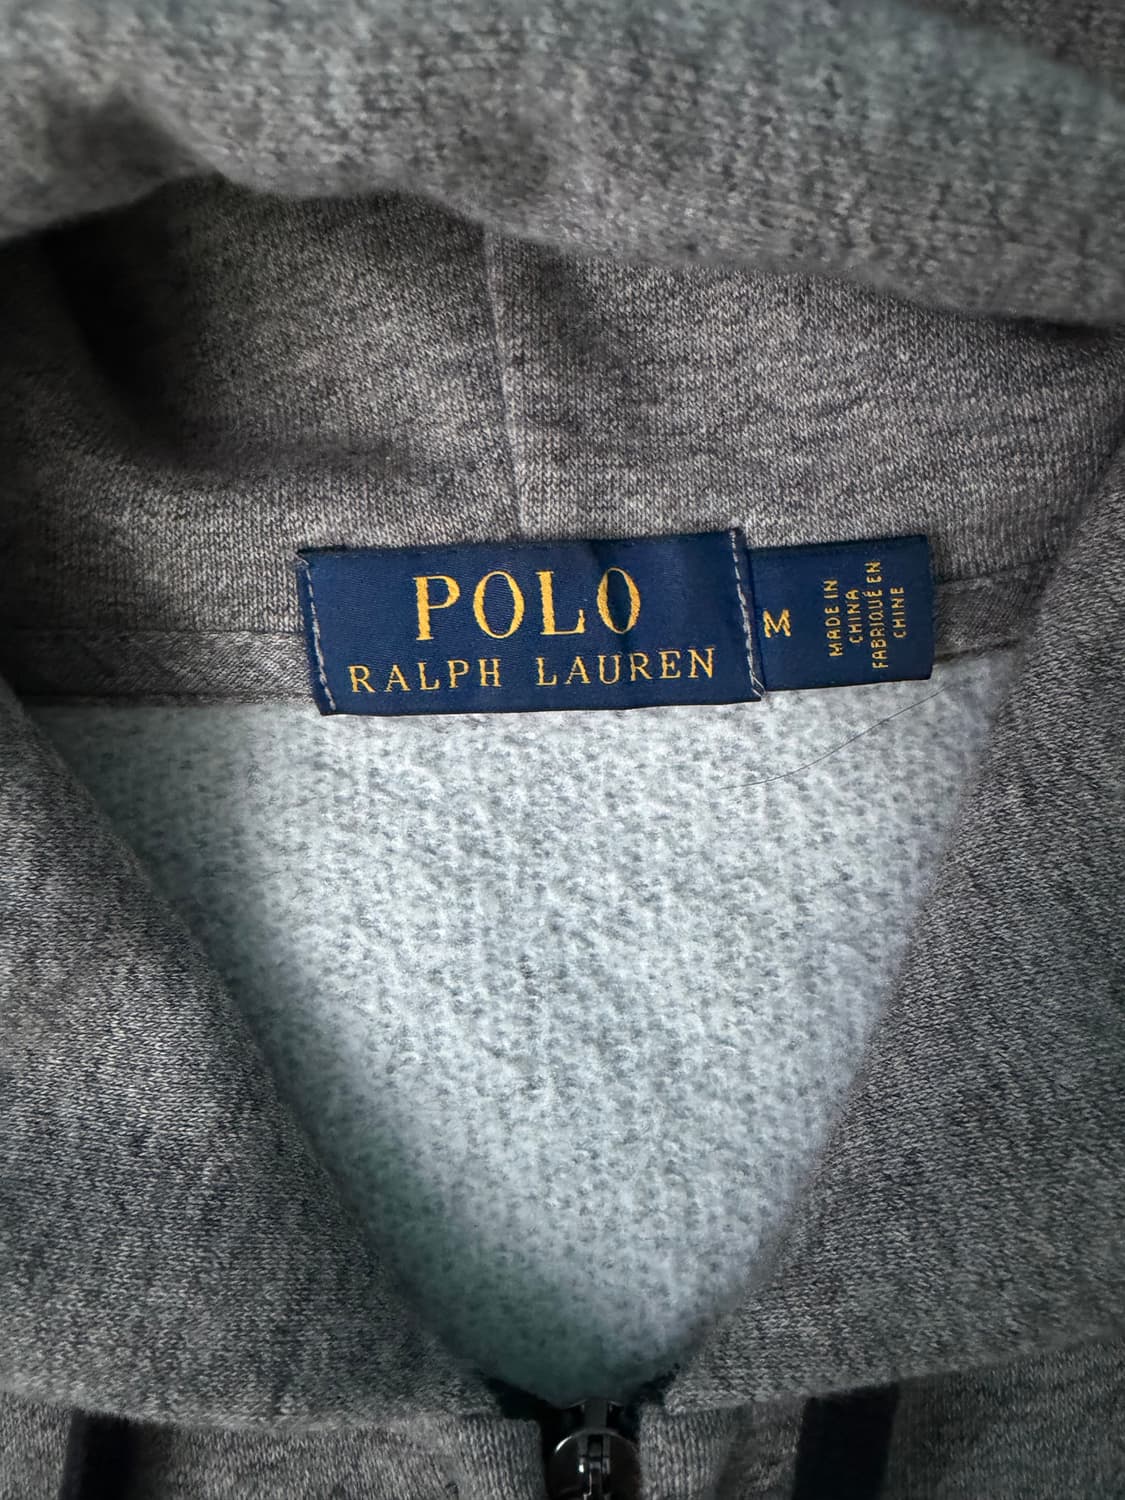 POLO
RALPH LAUREN
M
MADE IN
CHINA
FABRIQUÉ EN
CHINE